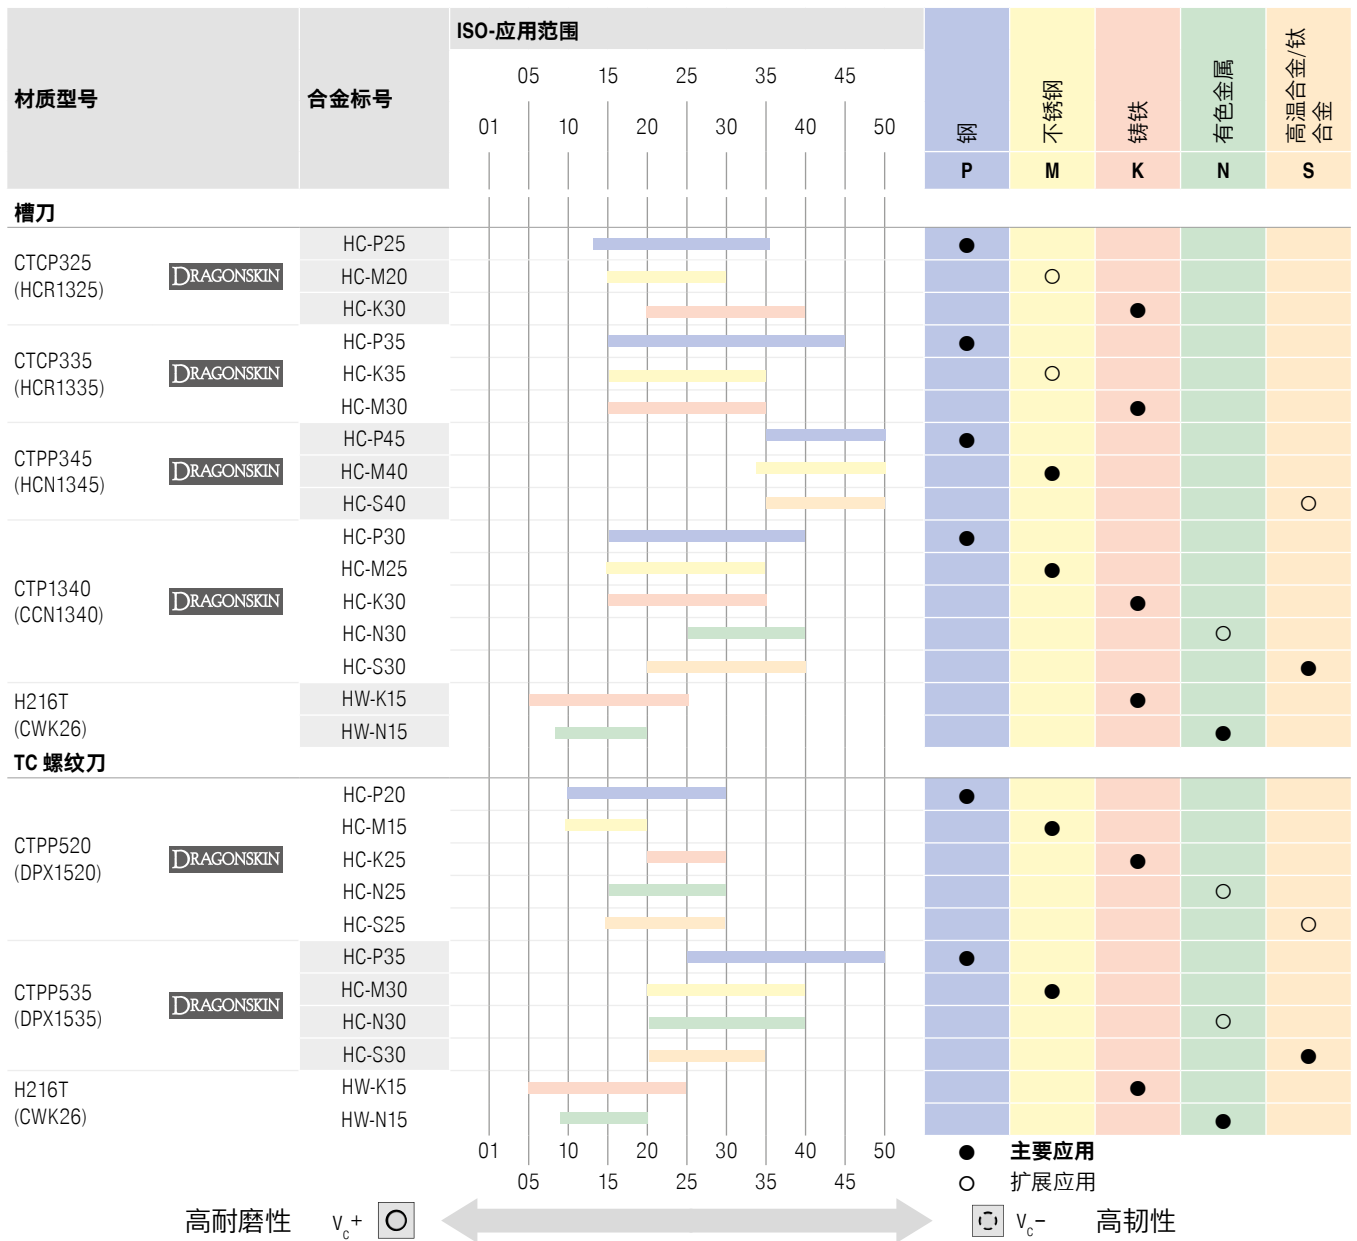 ISO-应用范围
材质型号
合金标号
05 15 25 35 45
01 10 20 30 40 50
钢
不锈钢
铸铁
有色金属
高温合金/钛
合金
P M K N S
槽刀
CTCP325
(HCR1325)
DRAGONSKIN
HC-P25
HC-M20
HC-K30
CTCP335
(HCR1335)
DRAGONSKIN
HC-P35
HC-K35
HC-M30
CTPP345
(HCN1345)
DRAGONSKIN
HC-P45
HC-M40
HC-S40
CTP1340
(CCN1340)
DRAGONSKIN
HC-P30
HC-M25
HC-K30
HC-N30
HC-S30
H216T
(CWK26)
HW-K15
HW-N15
TC 螺纹刀
CTPP520
(DPX1520)
DRAGONSKIN
HC-P20
HC-M15
HC-K25
HC-N25
HC-S25
CTPP535
(DPX1535)
DRAGONSKIN
HC-P35
HC-M30
HC-N30
HC-S30
H216T
(CWK26)
HW-K15
HW-N15
01 10 20 30 40 50
05 15 25 35 45
主要应用
扩展应用
高耐磨性 vc+
vc− 高韧性